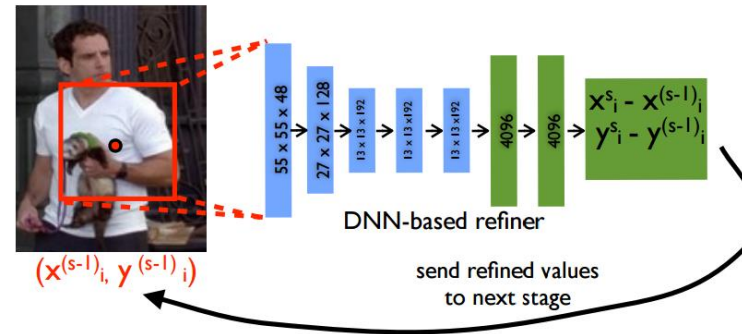 55 x 55 x 48
27 x 27 x 128
13 x 13 x 192
13 x 13 x 192
13 x 13 x 192
4096
4096
x^s_i - x^(s-1)_i
y^s_i - y^(s-1)_i
DNN-based refiner
(x^(s-1)_i, y^(s-1)_i)
send refined values
to next stage